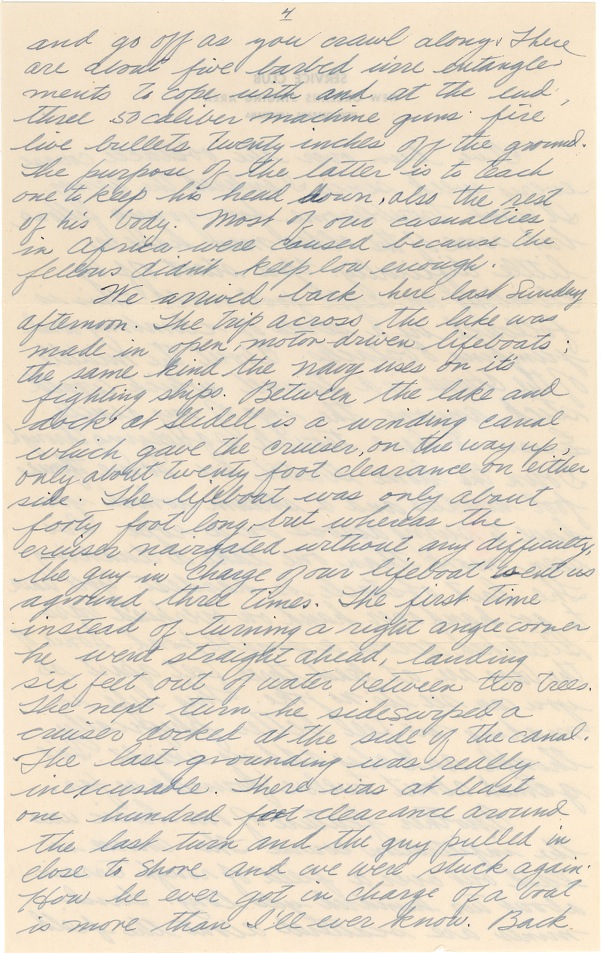 4
and go off as you crawl along. There
are about five barbed wire entangle-
ments to cope with and at the end,
three 50 caliber machine guns fire
live bullets twenty inches off the ground.
The purpose of the latter is to teach
one to keep his head down, also the rest
of his body. Most of our casualties
in Africa were caused because the
fellows didn't keep low enough.
We arrived back here last Sunday
afternoon. The trip across the lake was
made in open, motor driven lifeboats;
the same kind the navy uses on its
fighting ships. Between the lake and
dock at Slidell is a winding canal
which gave the cruiser, on the way up,
only about twenty foot clearance on either
side. The lifeboat was only about
forty foot long, but whereas the
cruiser navigated without any difficulty,
the guy in charge of our lifeboat sent us
aground three times. The first time
instead of turning a right angle corner
he went straight ahead, landing
six feet out of water between two trees.
The next turn he sideswiped a
cruiser docked at the side of the canal.
The last grounding was really
inexcusable. There was at least
one hundred foot clearance around
the last turn and the guy pulled in
close to shore and we were stuck again.
How he ever got in charge of a boat
is more than I'll ever know. Back